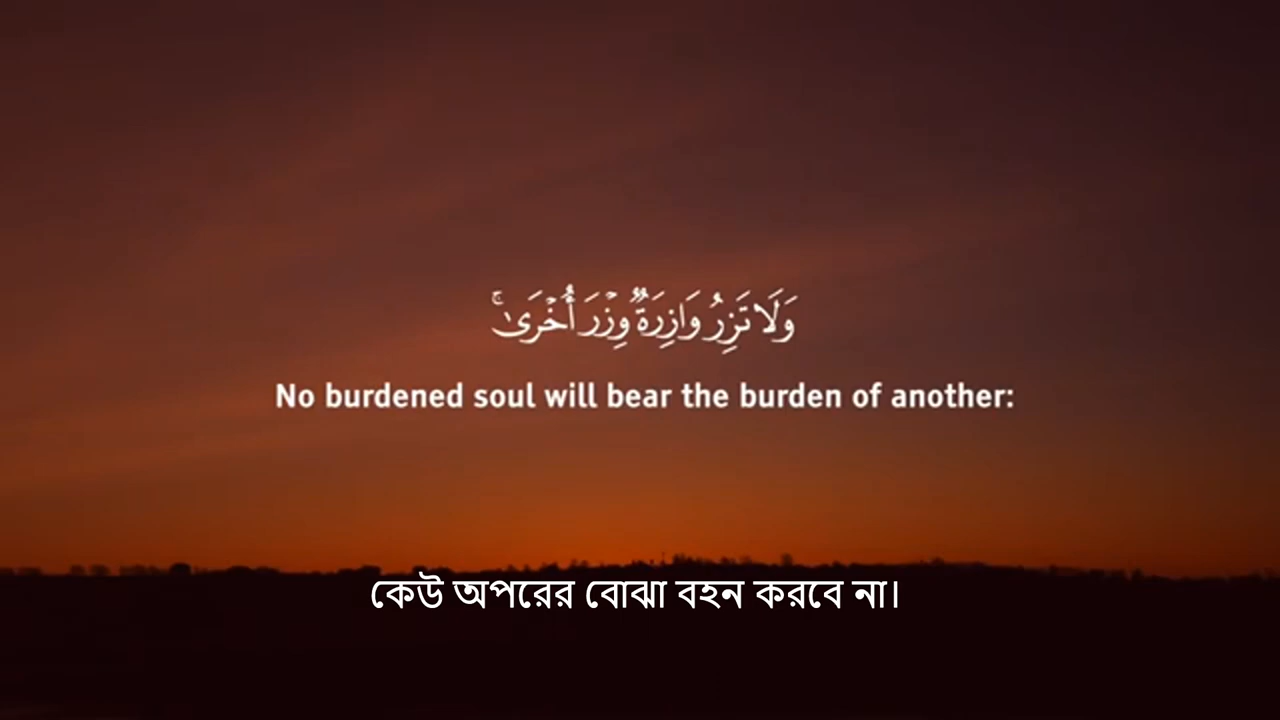 وَلَا تَزِرُ وَازِرَةٌ وِزْرَ أُخْرَىٰ ۚ
No burdened soul will bear the burden of another:
কেউ অপরের বোঝা বহন করবে না।